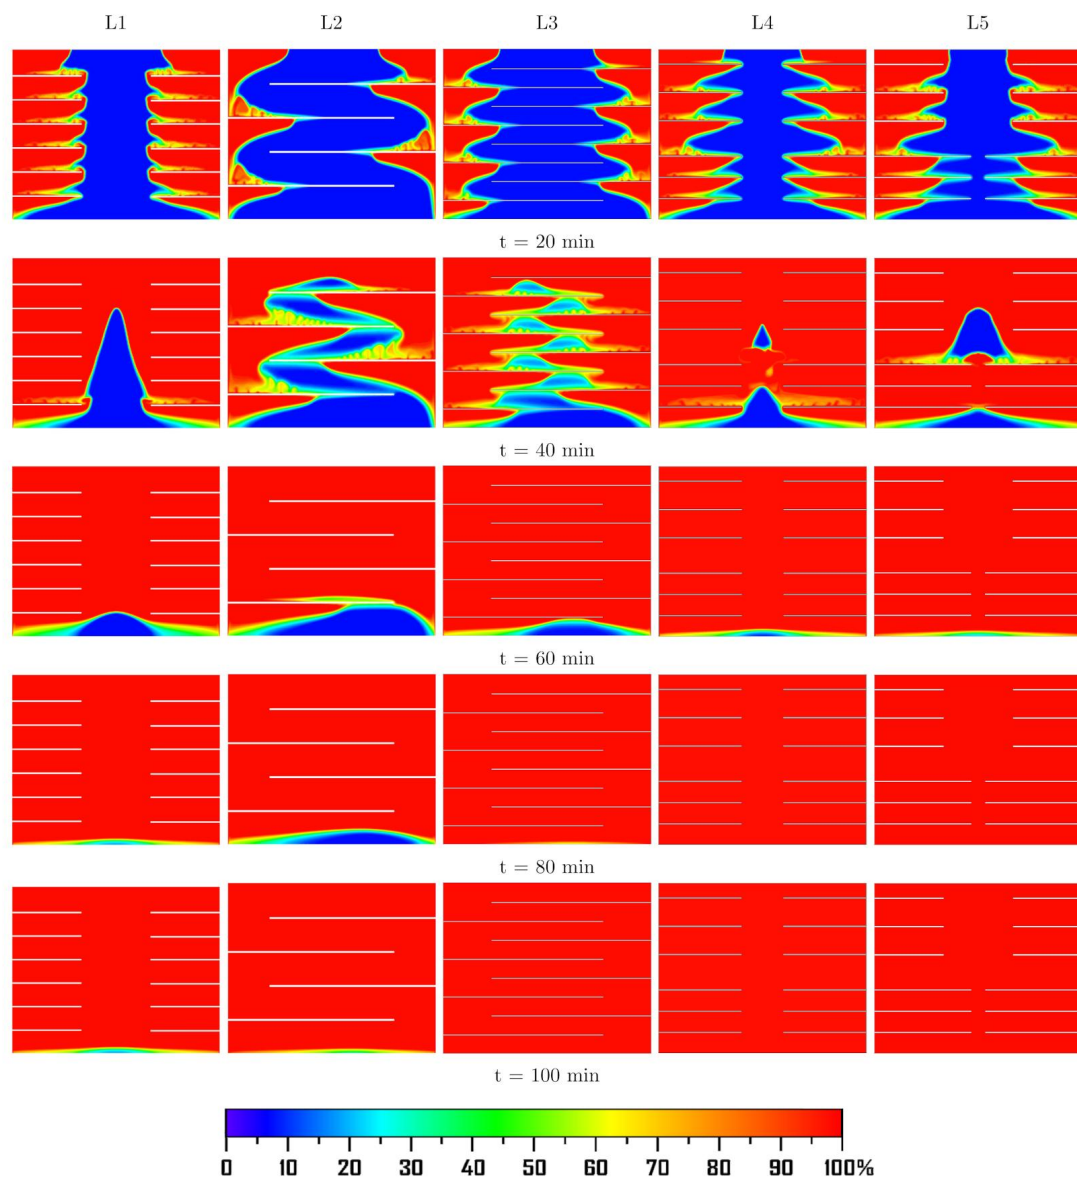 L1 L2 L3 L4 L5
t = 20 min
t = 40 min
t = 60 min
t = 80 min
t = 100 min
0 10 20 30 40 50 60 70 80 90 100%